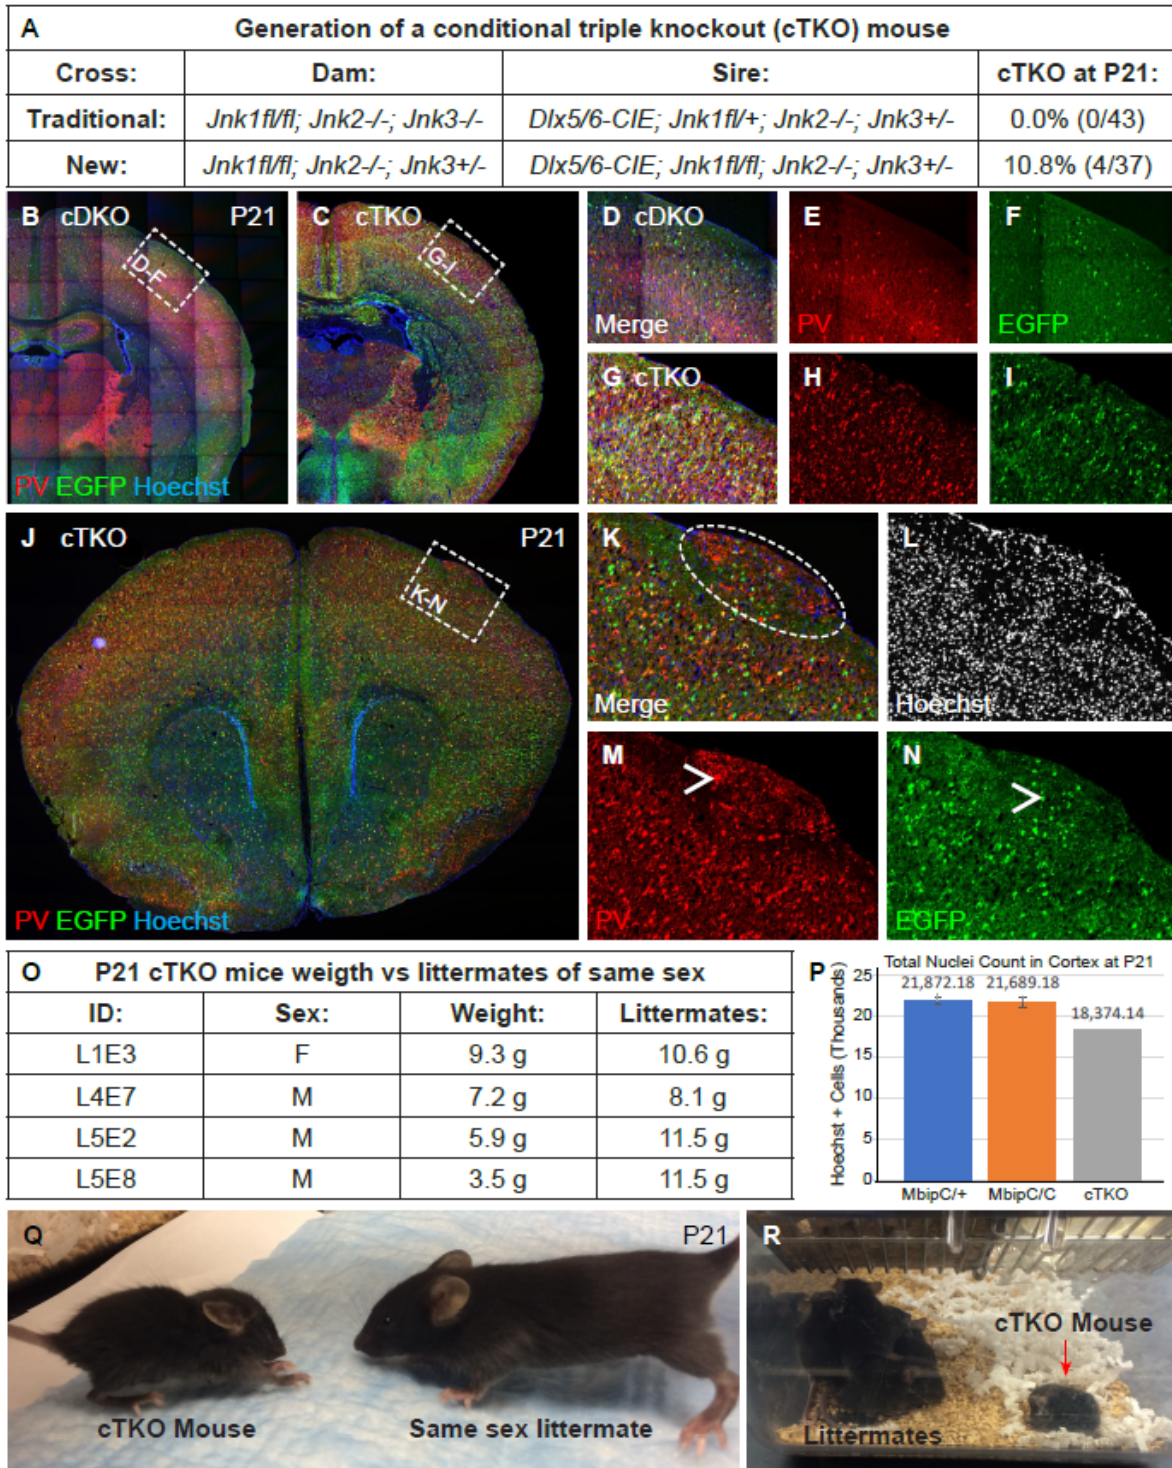 A Generation of a conditional triple knockout (cTKO) mouse
Cross: Dam: Sire: cTKO at P21:
Traditional: Jnk1fl/fl; Jnk2-/-; Jnk3-/- Dlx5/6-CIE; Jnk1fl/+; Jnk2-/-; Jnk3+/- 0.0% (0/43)
New: Jnk1fl/fl; Jnk2-/-; Jnk3+/- Dlx5/6-CIE; Jnk1fl/fl; Jnk2-/-; Jnk3+/- 10.8% (4/37)
B cDKO P21
D-F
PV EGFP Hoechst
C cTKO
G-I
D cDKO
Merge
E
PV
F
EGFP
G cTKO
H
I
J cTKO P21
K-N
PV EGFP Hoechst
K
Merge
L
Hoechst
M
PV
N
EGFP
O P21 cTKO mice weigth vs littermates of same sex
ID: Sex: Weight: Littermates:
L1E3 F 9.3 g 10.6 g
L4E7 M 7.2 g 8.1 g
L5E2 M 5.9 g 11.5 g
L5E8 M 3.5 g 11.5 g
P Total Nuclei Count in Cortex at P21
Hoechst + Cells (Thousands)
25
20
15
10
5
0
21,872.18 21,689.18 18,374.14
MbipC/+ MbipC/C cTKO
Q P21
cTKO Mouse Same sex littermate
R
cTKO Mouse
Littermates